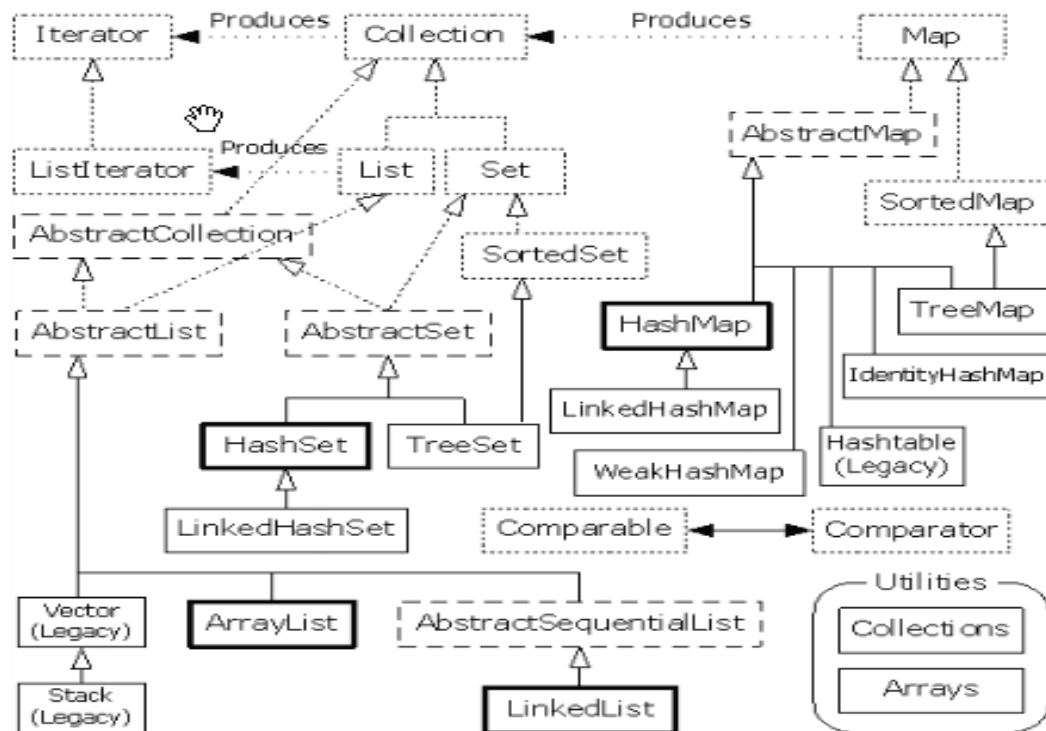 Produces
Produces
Iterator
Collection
Map
AbstractMap
Produces
ListIterator
List
Set
SortedMap
AbstractCollection
SortedSet
TreeMap
AbstractList
AbstractSet
HashMap
IdentityHashMap
LinkedHashMap
HashSet
TreeSet
Hashtable
(Legacy)
WeakHashMap
LinkedHashSet
Comparable
Comparator
Utilities
Vector
(Legacy)
ArrayList
AbstractSequentialList
Collections
Stack
(Legacy)
LinkedList
Arrays